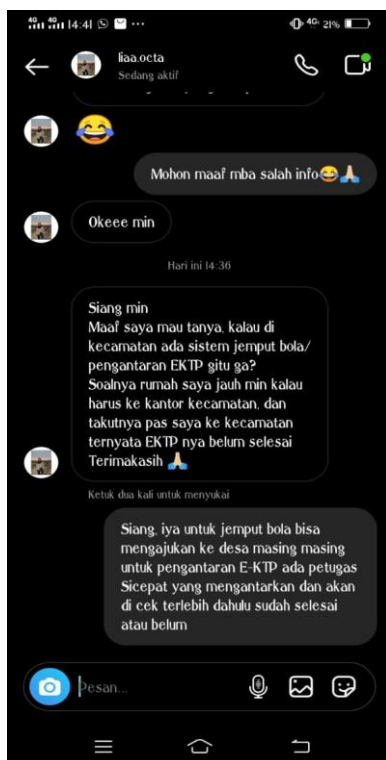 14:41
4G 21%
liaa.octa
Sedang aktif
😂
Mohon maaf mba salah info😂🙏🏻
Okeee min
Hari ini 14:36
Siang min
Maaf saya mau tanya, kalau di
kecamatan ada sistem jemput bola/
pengantaran EKTP gitu ga?
Soalnya rumah saya jauh min kalau
harus ke kantor kecamatan, dan
takutnya pas saya ke kecamatan
ternyata EKTP nya belum selesai
Terimakasih 🙏🏻
Ketuk dua kali untuk menyukai
Siang, iya untuk jemput bola bisa
mengajukan ke desa masing masing
untuk pengantaran E-KTP ada petugas
Sicepat yang mengantarkan dan akan
di cek terlebih dahulu sudah selesai
atau belum
Pesan...